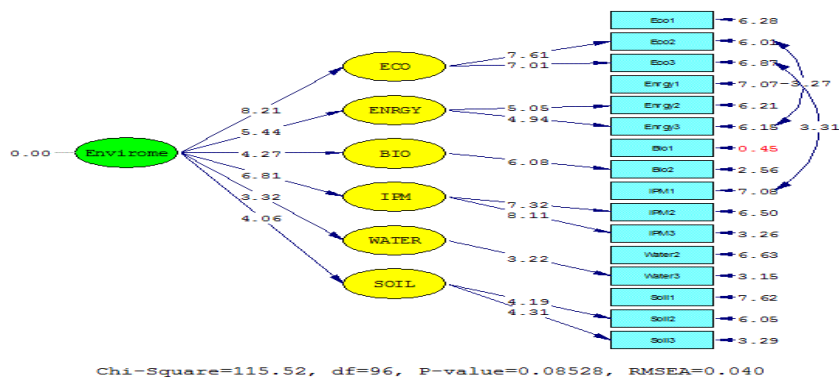 Eco1 6.28
7.61 Eco2 6.01
ECO 7.01 Eco3 6.87
8.21 Enrgy1 7.07 3.27
ENRGY 5.05 Enrgy2 6.21
5.44 4.94 Enrgy3 6.15 3.31
0.00 Envirome 4.27 BIO Bio1 0.45
6.08 Bio2 2.56
6.81 IPM1 7.08
IPM 7.32 IPM2 6.50
3.32 8.11 IPM3 3.26
4.06 WATER Water2 6.63
3.22 Water3 3.15
SOIL Soil1 7.62
4.19 Soil2 6.05
4.31 Soil3 3.29
Chi-Square=115.52, df=96, P-value=0.08528, RMSEA=0.040